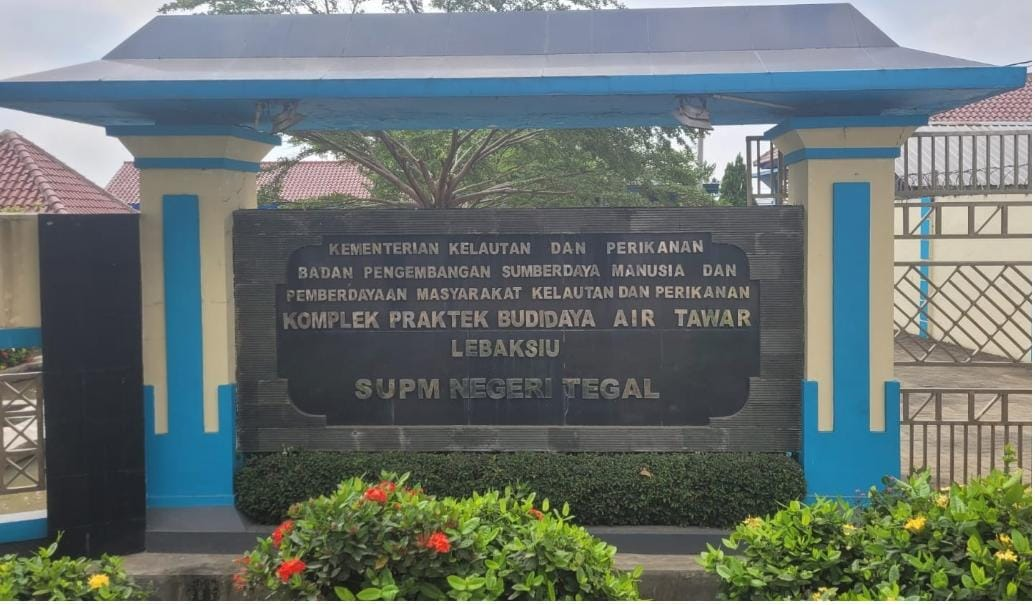 KEMENTERIAN KELAUTAN DAN PERIKANAN
BADAN PENGEMBANGAN SUMBERDAYA MANUSIA DAN
PEMBERDAYAAN MASYARAKAT KELAUTAN DAN PERIKANAN
KOMPLEK PRAKTEK BUDIDAYA AIR TAWAR
LEBAKSIU
SUPM NEGERI TEGAL